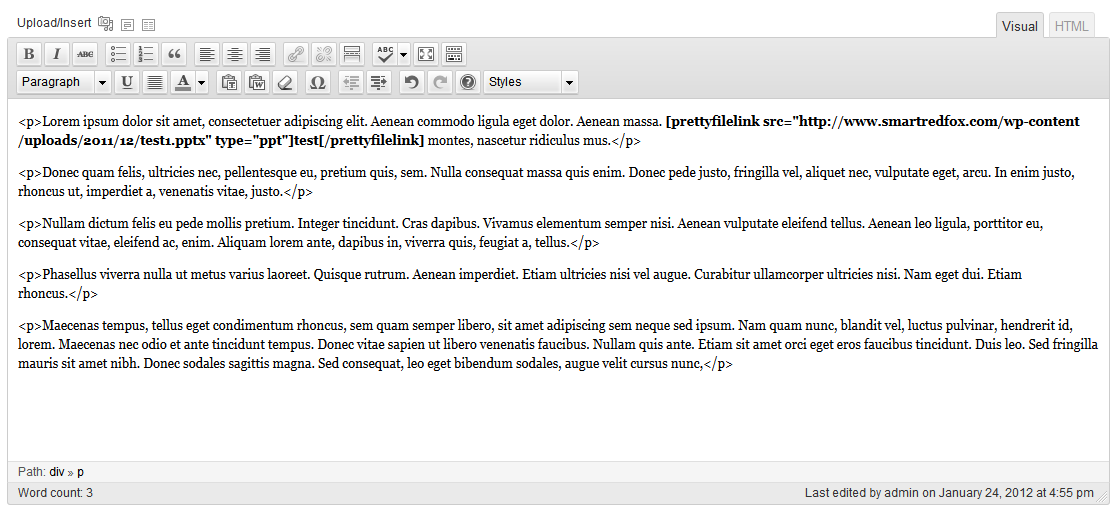 Upload/Insert
Visual HTML
B I ABC ABC
Paragraph U A T W Ω ? Styles
<p>Lorem ipsum dolor sit amet, consectetuer adipiscing elit. Aenean commodo ligula eget dolor. Aenean massa. [prettyfilelink src="http://www.smartredfox.com/wp-content
/uploads/2011/12/test1.pptx" type="ppt"]test[/prettyfilelink] montes, nascetur ridiculus mus.</p>
<p>Donec quam felis, ultricies nec, pellentesque eu, pretium quis, sem. Nulla consequat massa quis enim. Donec pede justo, fringilla vel, aliquet nec, vulputate eget, arcu. In enim justo,
rhoncus ut, imperdiet a, venenatis vitae, justo.</p>
<p>Nullam dictum felis eu pede mollis pretium. Integer tincidunt. Cras dapibus. Vivamus elementum semper nisi. Aenean vulputate eleifend tellus. Aenean leo ligula, porttitor eu,
consequat vitae, eleifend ac, enim. Aliquam lorem ante, dapibus in, viverra quis, feugiat a, tellus.</p>
<p>Phasellus viverra nulla ut metus varius laoreet. Quisque rutrum. Aenean imperdiet. Etiam ultricies nisi vel augue. Curabitur ullamcorper ultricies nisi. Nam eget dui. Etiam
rhoncus.</p>
<p>Maecenas tempus, tellus eget condimentum rhoncus, sem quam semper libero, sit amet adipiscing sem neque sed ipsum. Nam quam nunc, blandit vel, luctus pulvinar, hendrerit id,
lorem. Maecenas nec odio et ante tincidunt tempus. Donec vitae sapien ut libero venenatis faucibus. Nullam quis ante. Etiam sit amet orci eget eros faucibus tincidunt. Duis leo. Sed fringilla
mauris sit amet nibh. Donec sodales sagittis magna. Sed consequat, leo eget bibendum sodales, augue velit cursus nunc,</p>
Path: div » p
Word count: 3 Last edited by admin on January 24, 2012 at 4:55 pm